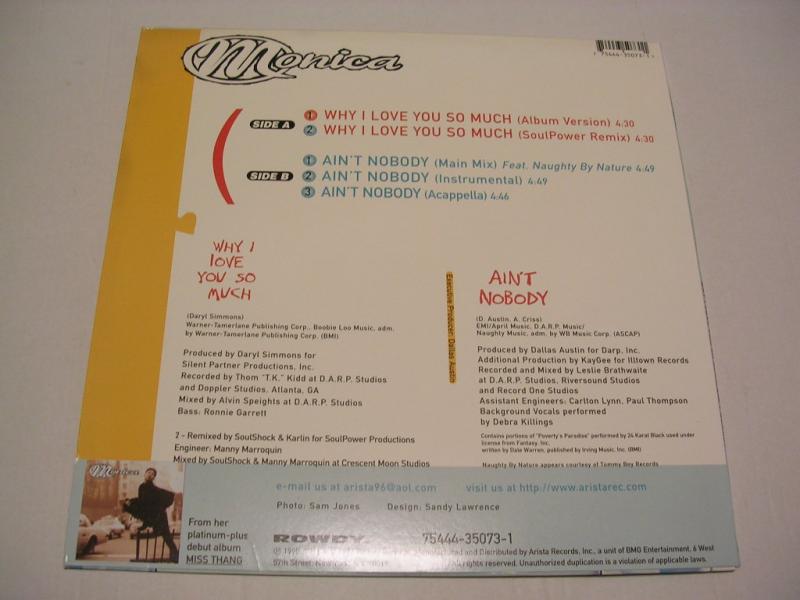 Monica
7 75444-35073-1
SIDE A
1 WHY I LOVE YOU SO MUCH (Album Version) 4:30
2 WHY I LOVE YOU SO MUCH (SoulPower Remix) 4:30
SIDE B
1 AIN'T NOBODY (Main Mix) Feat. Naughty By Nature 4:49
2 AIN'T NOBODY (Instrumental) 4:49
3 AIN'T NOBODY (Acappella) 4:46
WHY I
LOVE
YOU SO
MUCH
(Daryl Simmons)
Warner-Tamerlane Publishing Corp., Boobie Loo Music, adm.
by Warner-Tamerlane Publishing Corp. (BMI)
Produced by Daryl Simmons for
Silent Partner Productions, Inc.
Recorded by Thom "T.K." Kidd at D.A.R.P. Studios
and Doppler Studios, Atlanta, GA
Mixed by Alvin Speights at D.A.R.P. Studios
Bass: Ronnie Garrett
2 - Remixed by SoulShock & Karlin for SoulPower Productions
Engineer: Manny Marroquin
Mixed by SoulShock & Manny Marroquin at Crescent Moon Studios
Executive Producer: Dallas Austin
AIN'T
NOBODY
(D. Austin, A. Criss)
EMI/April Music, D.A.R.P. Music/
Naughty Music, adm. by WB Music Corp. (ASCAP)
Produced by Dallas Austin for Darp, Inc.
Additional Production by KayGee for Illtown Records
Recorded and Mixed by Leslie Brathwaite
at D.A.R.P. Studios, Riversound Studios
and Record One Studios
Assistant Engineers: Carlton Lynn, Paul Thompson
Background Vocals performed
by Debra Killings
Contains portions of "Poverty's Paradise" performed by 24 Karat Black used under
license from Fantasy, Inc.
written by Dale Warren, published by Irving Music, Inc. (BMI)
Naughty By Nature appears courtesy of Tommy Boy Records
Monica
From her
platinum-plus
debut album
MISS THANG
e-mail us at arista96@aol.com
visit us at http://www.aristarec.com
Photo: Sam Jones
Design: Sandy Lawrence
ROWDY.
75444-35073-1
Manufactured and Distributed by Arista Records, Inc., a unit of BMG Entertainment, 6 West
57th Street, New York, All rights reserved. Unauthorized duplication is a violation of applicable laws.